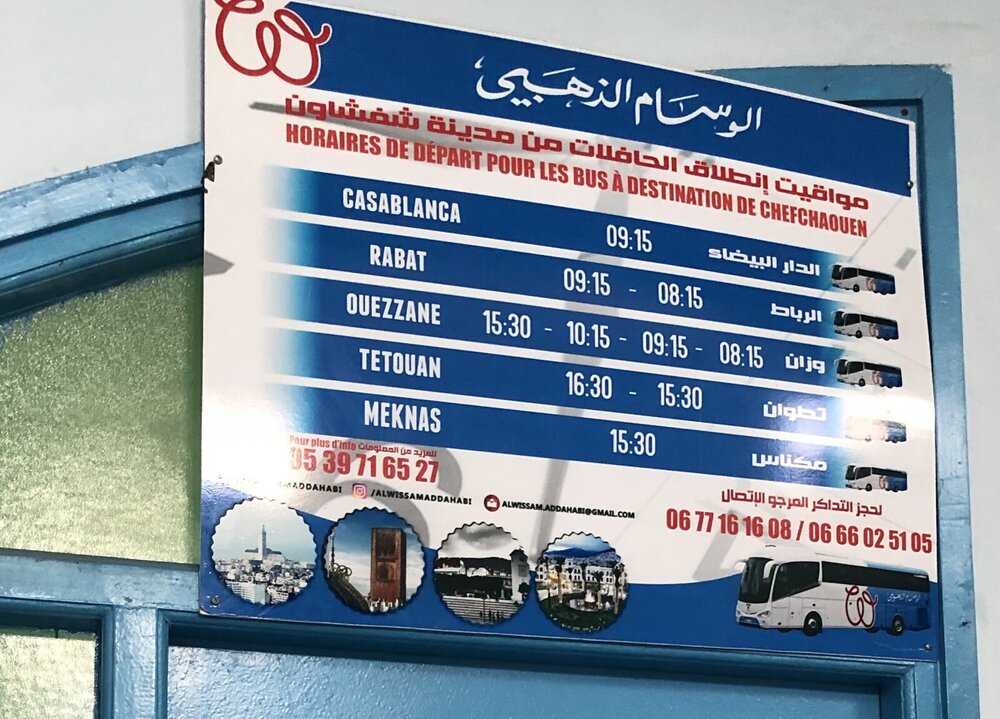 الوسام الذهبي
مواقيت إنطلاق الحافلات من مدينة شفشاون
HORAIRES DE DÉPART POUR LES BUS À DESTINATION DE CHEFCHAOUEN
CASABLANCA 09:15 الدار البيضاء
RABAT 09:15 - 08:15 الرباط
OUEZZANE 15:30 - 10:15 - 09:15 - 08:15 وزان
TETOUAN 16:30 - 15:30 تطوان
MEKNAS 15:30 مكناس
Pour plus d'info للمزيد من المعلومات
05 39 71 65 27
MADDAHABI /ALWISSAMADDAHABI ALWISSAM.ADDAHABI@GMAIL.COM
لحجز التذاكر المرجو الإتصال
06 77 16 16 08 / 06 66 02 51 05
الوسام الذهبي